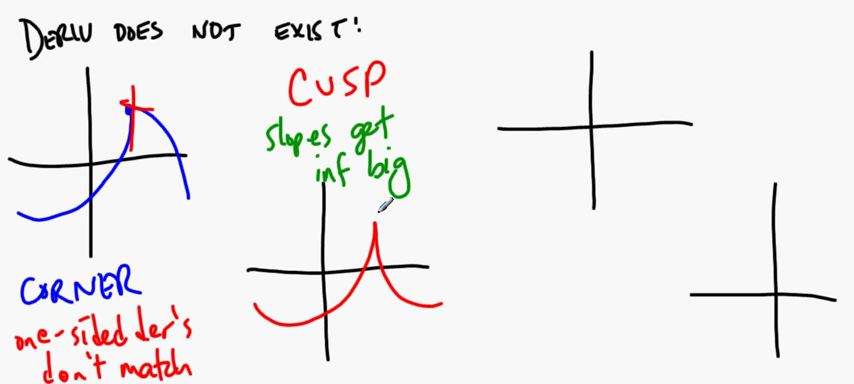 DERIV DOES NOT EXIST!
CUSP
slopes get
inf big
CORNER
one-sided der's
don't match